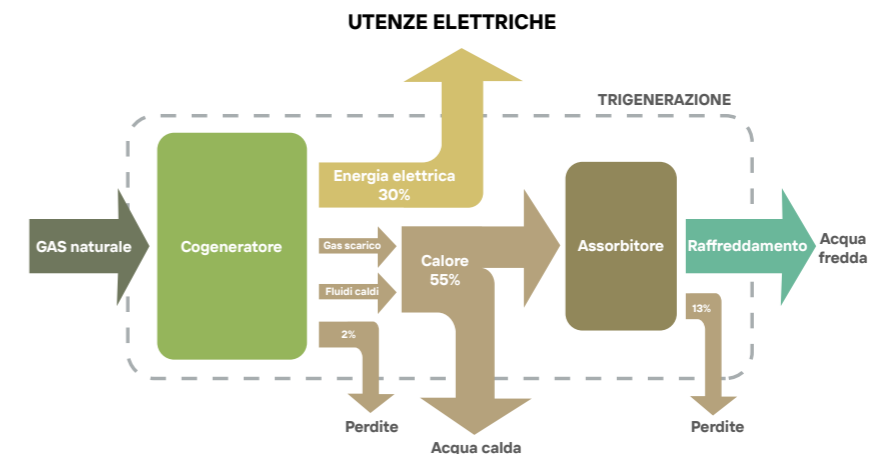 UTENZE ELETTRICHE
TRIGENERAZIONE
Energia elettrica
30%
GAS naturale
Cogeneratore
Gas scarico
Calore
55%
Fluidi caldi
2%
Assorbitore
Raffreddamento
Acqua
fredda
13%
Perdite
Acqua calda
Perdite